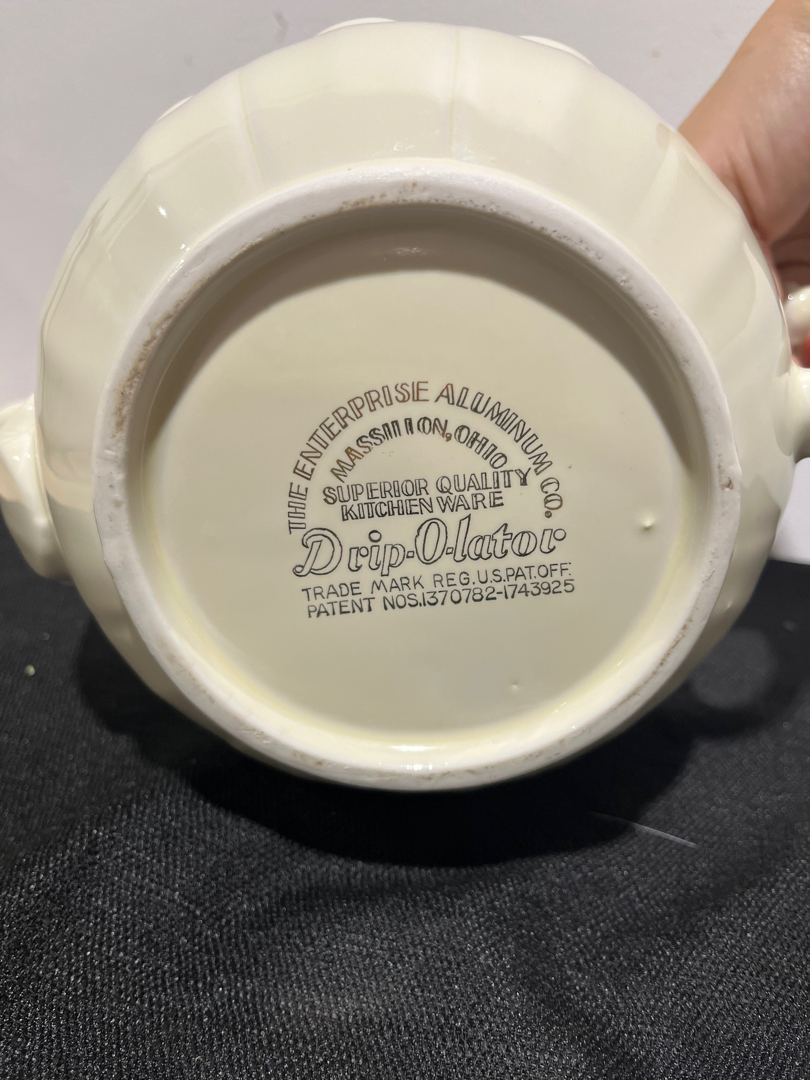 THE ENTERPRISE ALUMINUM CO.
MASSILLON, OHIO
SUPERIOR QUALITY
KITCHEN WARE
Drip-O-lator
TRADE MARK REG. U.S. PAT. OFF.
PATENT NOS. 1370782-1743925